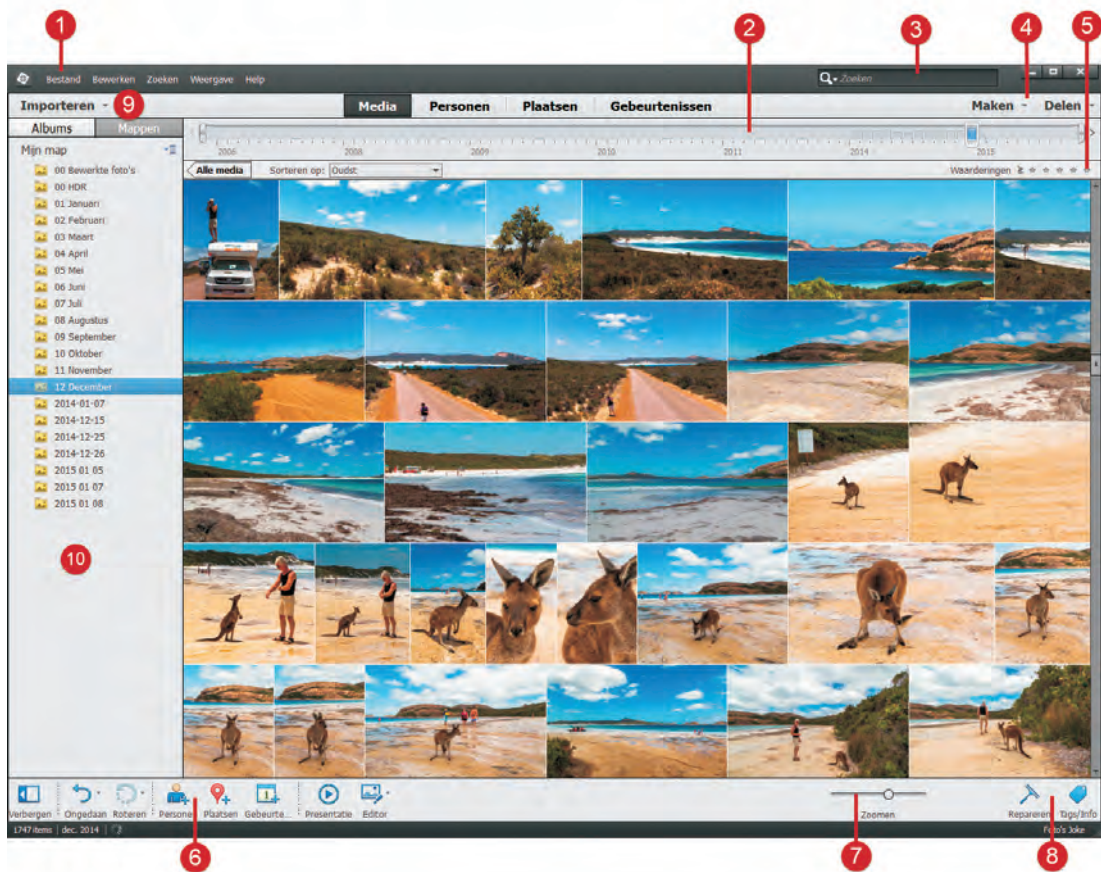 1
2
3
4
5
Bestand Bewerken Zoeken Weergave Help
Zoeken
Importeren
9
Media Personen Plaatsen Gebeurtenissen
Maken Delen
Albums Mappen
2006 2008 2009 2010 2011 2014 2015
Mijn map
Alle media Sorteren op: Oudst
Waarderingen ≥
00 Bewerkte foto's
00 HDR
01 Januari
02 Februari
03 Maart
04 April
05 Mei
06 Juni
07 Juli
08 Augustus
09 September
10 Oktober
11 November
12 December
2014-01-07
2014-12-15
2014-12-25
2014-12-26
2015 01 05
2015 01 07
2015 01 08
10
Verbergen Ongedaan Roteren Personen Plaatsen Gebeurte... Presentatie Editor
Zoomen
Repareren Tags/Info
1747 items dec. 2014
Foto's Joke
6
7
8